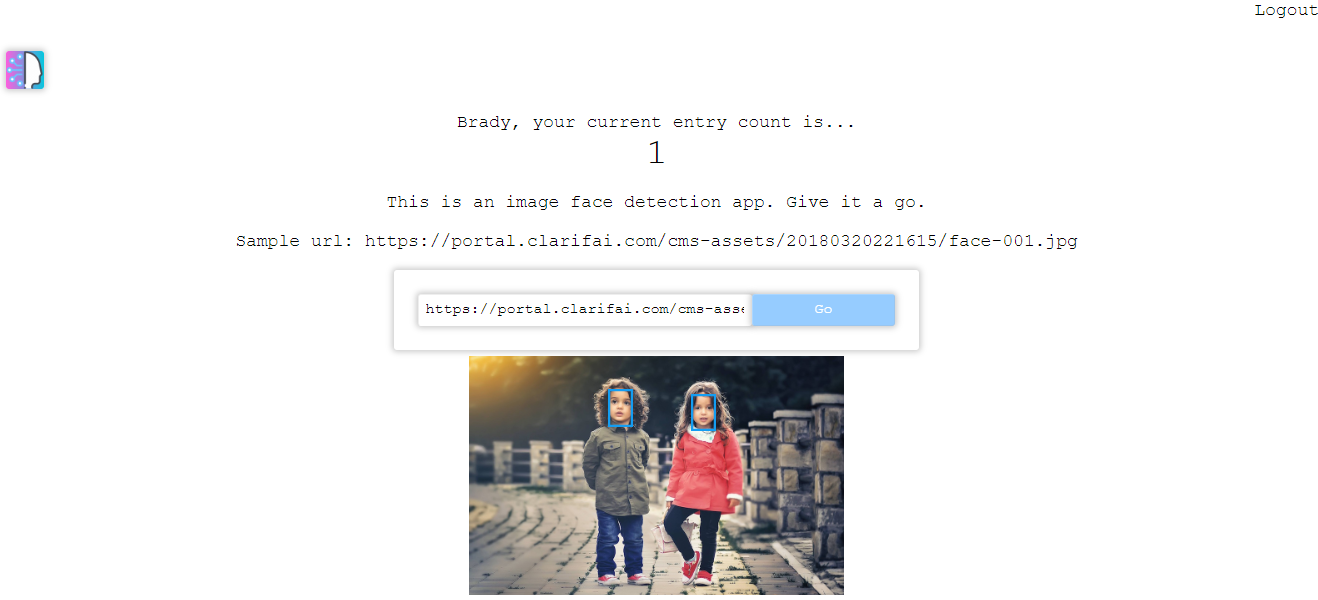 Logout
Brady, your current entry count is...
1
This is an image face detection app. Give it a go.
Sample url: https://portal.clarifai.com/cms-assets/20180320221615/face-001.jpg
https://portal.clarifai.com/cms-asse
Go